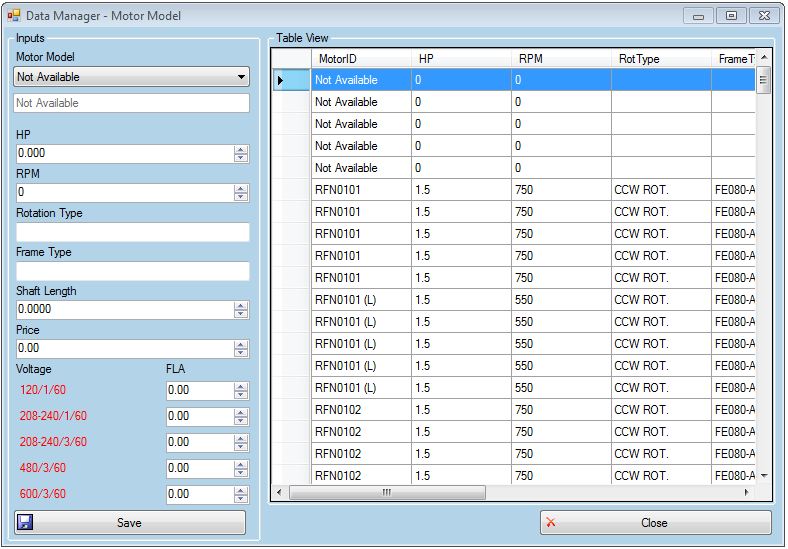 Data Manager - Motor Model
Inputs
Motor Model
Not Available
Not Available
HP
0.000
RPM
0
Rotation Type
Frame Type
Shaft Length
0.0000
Price
0.00
Voltage FLA
120/1/60 0.00
208-240/1/60 0.00
208-240/3/60 0.00
480/3/60 0.00
600/3/60 0.00
Save
Table View
MotorID HP RPM RotType FrameT
Not Available 0 0
Not Available 0 0
Not Available 0 0
Not Available 0 0
Not Available 0 0
RFN0101 1.5 750 CCW ROT. FE080-A
RFN0101 1.5 750 CCW ROT. FE080-A
RFN0101 1.5 750 CCW ROT. FE080-A
RFN0101 1.5 750 CCW ROT. FE080-A
RFN0101 1.5 750 CCW ROT. FE080-A
RFN0101 (L) 1.5 550 CCW ROT. FE080-A
RFN0101 (L) 1.5 550 CCW ROT. FE080-A
RFN0101 (L) 1.5 550 CCW ROT. FE080-A
RFN0101 (L) 1.5 550 CCW ROT. FE080-A
RFN0101 (L) 1.5 550 CCW ROT. FE080-A
RFN0102 1.5 750 CCW ROT. FE080-A
RFN0102 1.5 750 CCW ROT. FE080-A
RFN0102 1.5 750 CCW ROT. FE080-A
RFN0102 1.5 750 CCW ROT. FE080-A
Close